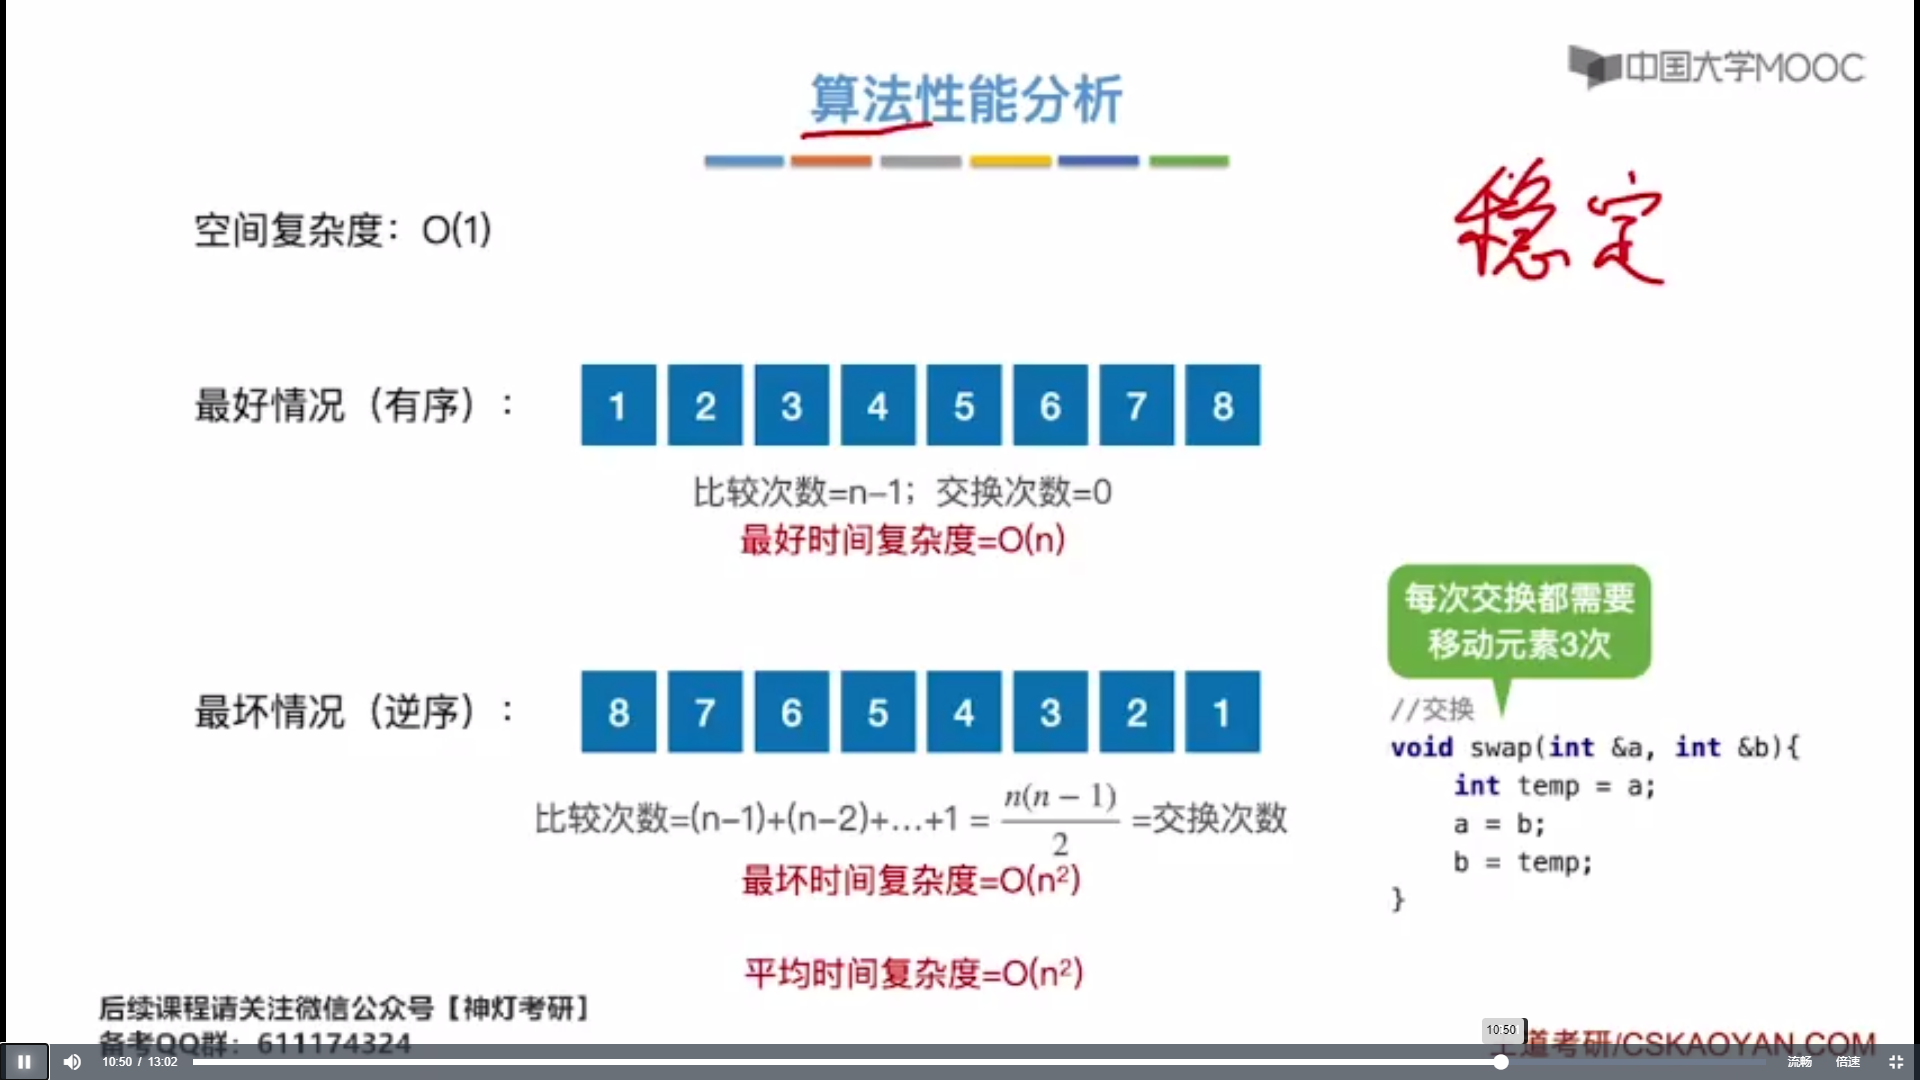 中国大学MOOC
算法性能分析
稳定
空间复杂度：O(1)
最好情况（有序）：
1 2 3 4 5 6 7 8
比较次数=n-1；交换次数=0
最好时间复杂度=O(n)
每次交换都需要
移动元素3次
最坏情况（逆序）：
8 7 6 5 4 3 2 1
//交换
void swap(int &a, int &b){
int temp = a;
a = b;
b = temp;
}
比较次数=(n-1)+(n-2)+…+1 = n(n − 1) / 2 =交换次数
最坏时间复杂度=O(n²)
平均时间复杂度=O(n²)
后续课程请关注微信公众号【神灯考研】
备考QQ群：611174324
10:50
道考研/CSKAOYAN.COM
10:50 / 13:02
流畅 倍速